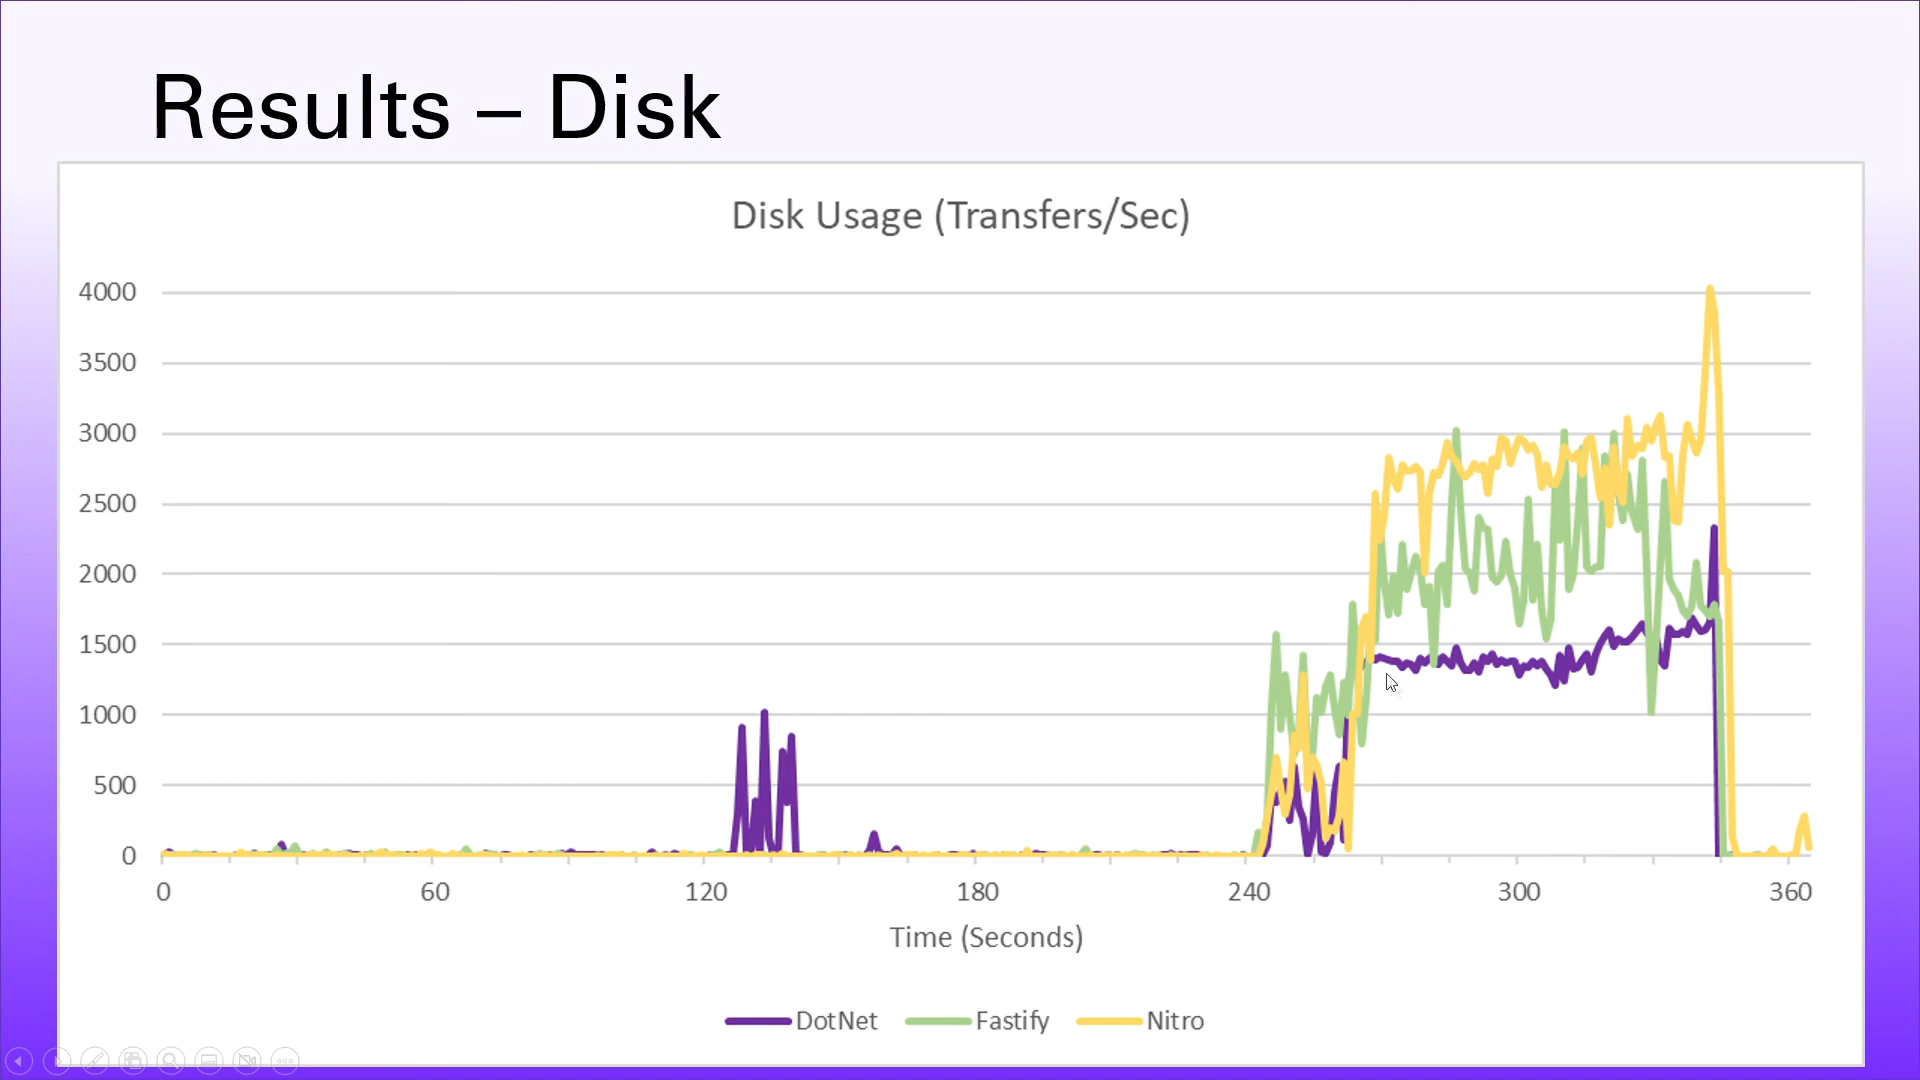 Results – Disk
Disk Usage (Transfers/Sec)
4000
3500
3000
2500
2000
1500
1000
500
0
0 60 120 180 240 300 360
Time (Seconds)
DotNet Fastify Nitro